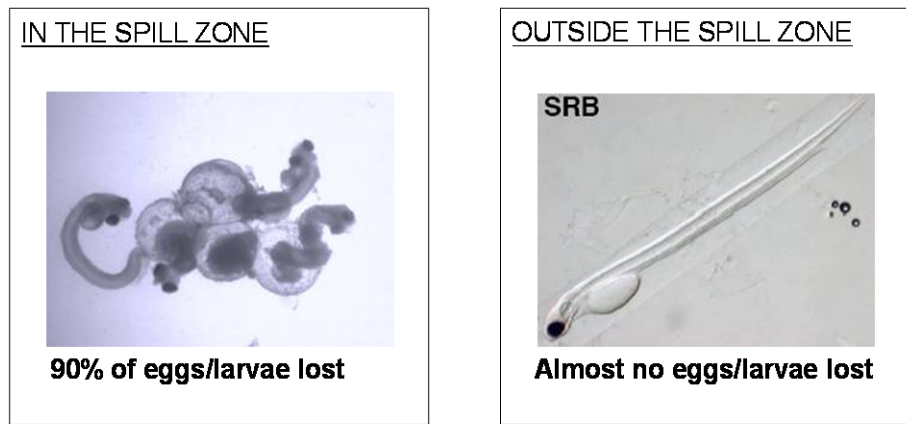 IN THE SPILL ZONE
90% of eggs/larvae lost
OUTSIDE THE SPILL ZONE
SRB
Almost no eggs/larvae lost